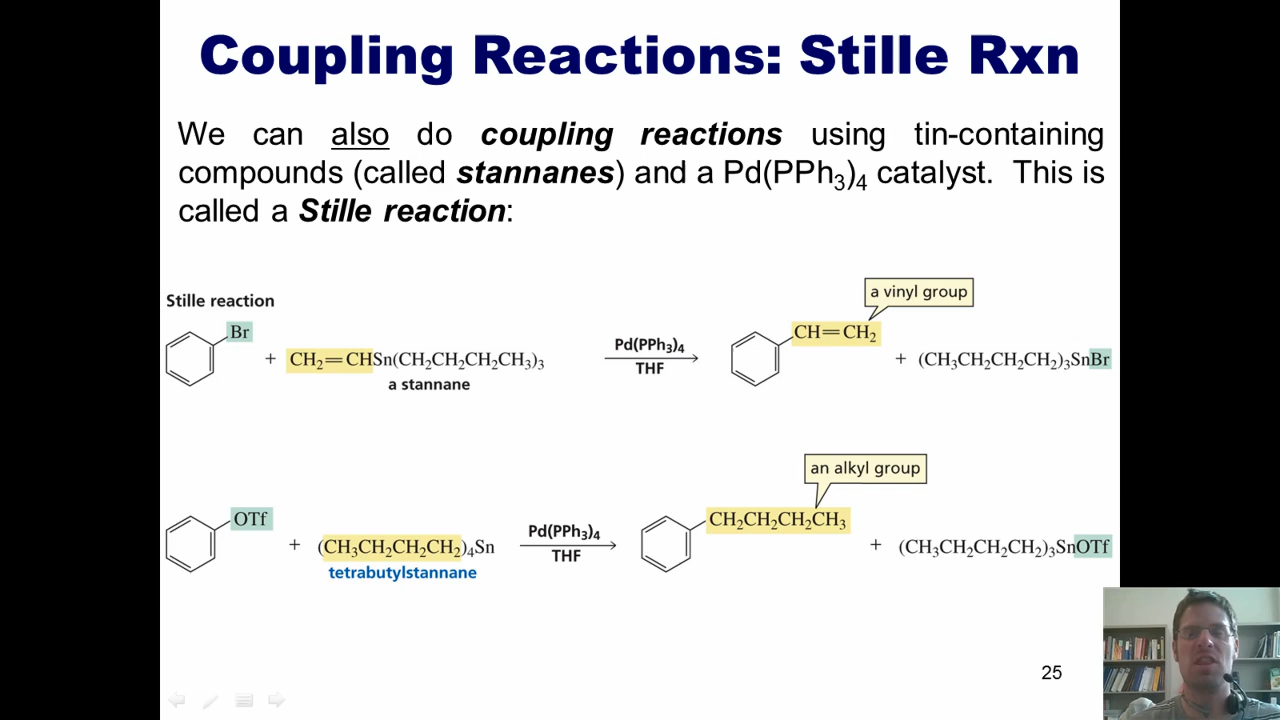 Coupling Reactions: Stille Rxn
We can also do coupling reactions using tin-containing
compounds (called stannanes) and a Pd(PPh₃)₄ catalyst. This is
called a Stille reaction:
Stille reaction
a vinyl group
Br
CH=CH₂
Pd(PPh₃)₄
+ CH₂=CHSn(CH₂CH₂CH₂CH₃)₃
+ (CH₃CH₂CH₂CH₂)₃SnBr
THF
a stannane
an alkyl group
OTf
CH₂CH₂CH₂CH₃
Pd(PPh₃)₄
+ (CH₃CH₂CH₂CH₂)₄Sn
+ (CH₃CH₂CH₂CH₂)₃SnOTf
THF
tetrabutylstannane
25